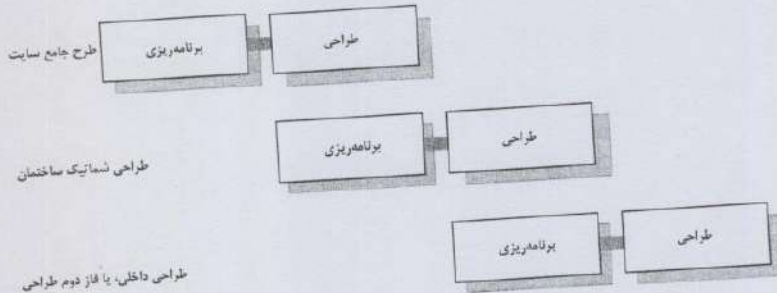 طرح جامع سایت
برنامه‌ریزی
طراحی
طراحی شماتیک ساختمان
برنامه‌ریزی
طراحی
طراحی داخلی، یا فاز دوم طراحی
برنامه‌ریزی
طراحی